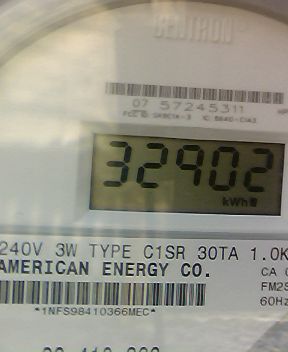 CENTRON
07 57245311
32902
kWh
240V 3W TYPE C1SR 30TA 1.0K
AMERICAN ENERGY CO.
CA
FM2S
60Hz
*1NFS98410366MEC*